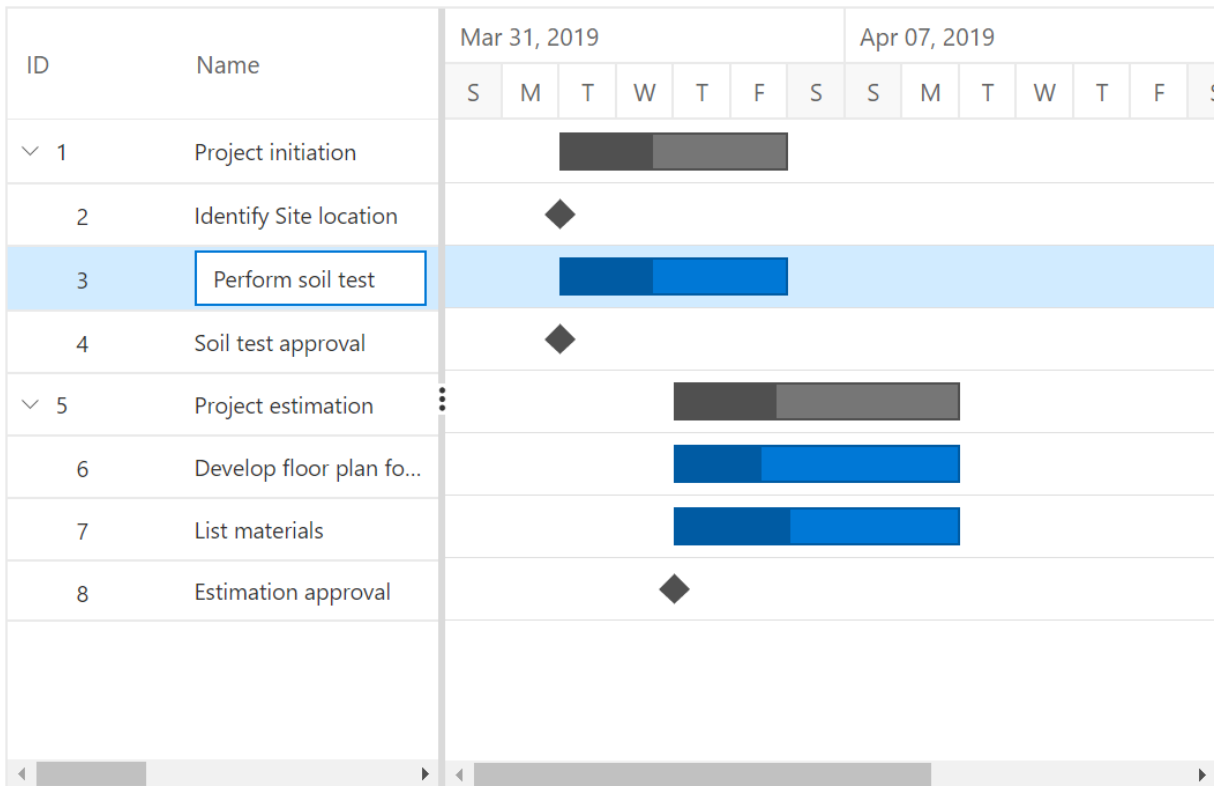 ID Name Mar 31, 2019 Apr 07, 2019
S M T W T F S S M T W T F
1 Project initiation
2 Identify Site location
3 Perform soil test
4 Soil test approval
5 Project estimation
6 Develop floor plan fo...
7 List materials
8 Estimation approval